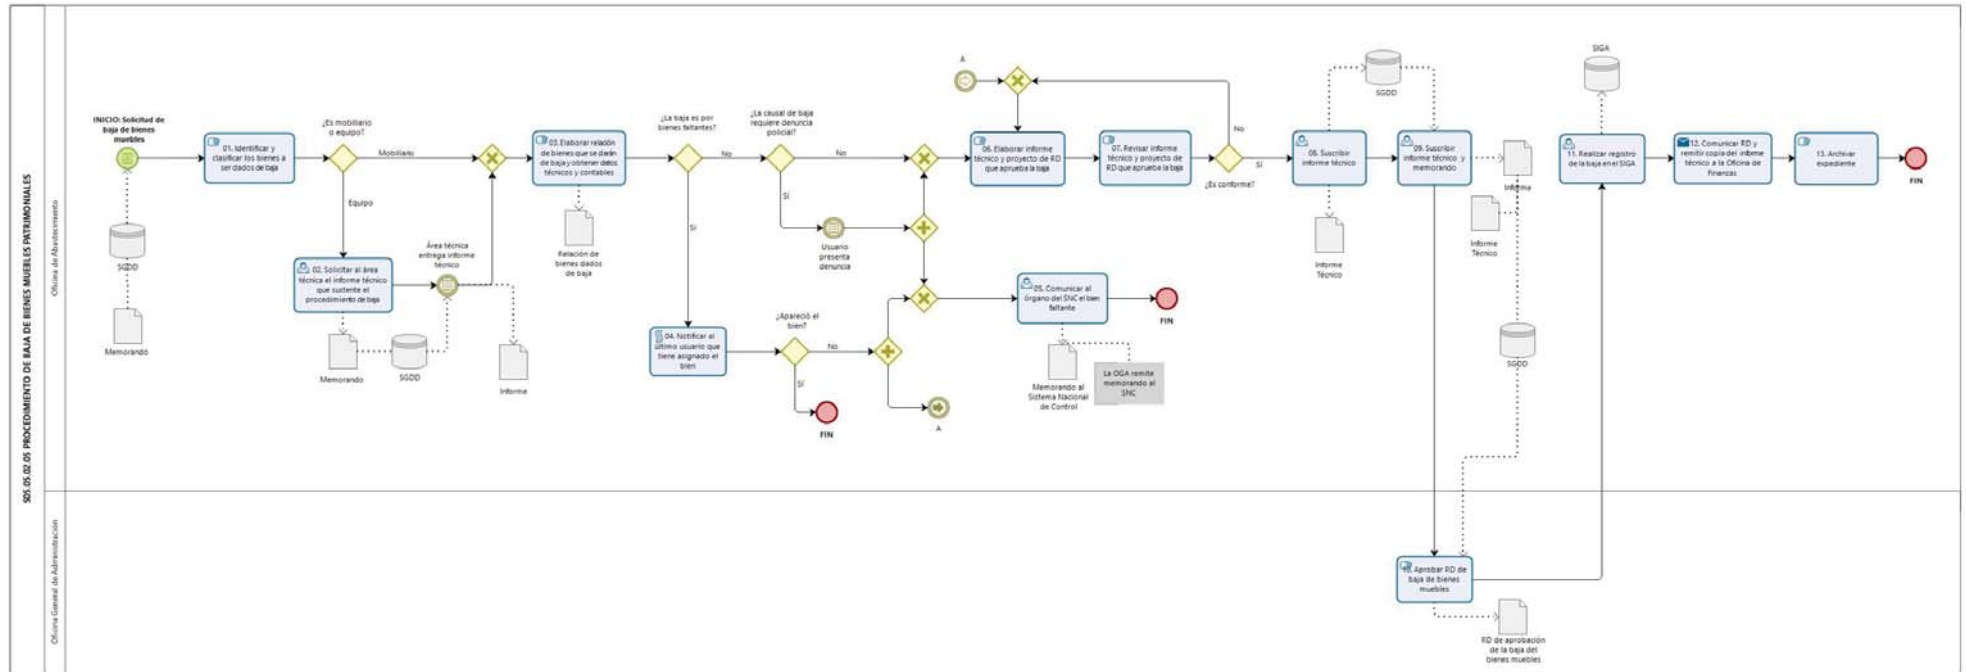 S05.02.05 PROCEDIMIENTO DE BAJA DE BIENES MUEBLES PATRIMONIALES
Oficina de Abastecimiento
INICIO: Solicitud de
baja de bienes
muebles
SGDD
Memorando
01. Identificar y
clasificar los bienes a
ser dados de baja
¿Es mobiliario
o equipo?
Mobiliario
Equipo
02. Solicitar al área
técnica el informe técnico
que sustente el
procedimiento de baja
Memorando
SGDD
Área técnica
entrega informe
técnico
Informe
03. Elaborar relación
de bienes que se darán
de baja y obtener datos
técnicos y contables
Relación de
bienes dados
de baja
¿La baja es por
bienes faltantes?
No
Sí
04. Notificar al
último usuario que
tiene asignado el
bien
¿La causal de baja
requiere denuncia
policial?
No
Sí
Usuario
presenta
denuncia
¿Apareció el
bien?
No
Sí
FIN
A
05. Comunicar al
órgano del SNC el bien
faltante
FIN
Memorando al
Sistema Nacional
de Control
La OGA remite
memorando al
SNC
A
06. Elaborar informe
técnico y proyecto de RD
que aprueba la baja
07. Revisar informe
técnico y proyecto de
RD que aprueba la baja
No
¿Es conforme?
Sí
08. Suscribir
informe técnico
Informe
Técnico
SGDD
09. Suscribir
informe técnico y
memorando
Informe
Informe
Técnico
SGDD
SIGA
11. Realizar registro
de la baja en el SIGA
12. Comunicar RD y
remitir copia del informe
técnico a la Oficina de
Finanzas
13. Archivar
expediente
FIN
Oficina General de Administración
10. Aprobar RD de
baja de bienes
muebles
RD de aprobación
de la baja del
bienes muebles